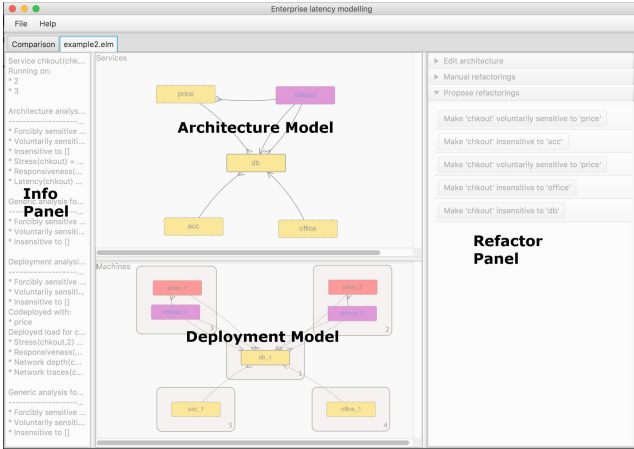 Enterprise latency modelling
File Help
Comparison example2.elm
Service chkout(chk...
Running on:
* 2
* 3
Architecture analys...
--------------------...
* Forcibly sensitive ...
* Voluntarily sensiti...
* Insensitive to []
* Stress(chkout) = ...
* Responsiveness(...
* Latency(chkout) ...
Info
Panel
Generic analysis fo...
--------------------...
* Forcibly sensitive ...
* Voluntarily sensiti...
* Insensitive to []
Deployment analysi...
--------------------...
* Forcibly sensitive ...
* Voluntarily sensiti...
* Insensitive to []
Codeployed with:
* price
Deployed load for c...
* Stress(chkout,2) ...
* Responsiveness(...
* Network depth(c...
* Network traces(c...
Generic analysis fo...
--------------------...
* Forcibly sensitive ...
* Voluntarily sensiti...
* Insensitive to []
Services
price
chkout
Architecture Model
db
acc
office
Machines
price_1
chkout_1
3
price_2
chkout_2
2
Deployment Model
db_1
1
acc_1
5
office_1
4
Edit architecture
Manual refactorings
Propose refactorings
Make 'chkout' voluntarily sensitive to 'price'
Make 'chkout' insensitive to 'acc'
Make 'chkout' voluntarily sensitive to 'price'
Make 'chkout' insensitive to 'office'
Make 'chkout' insensitive to 'db'
Refactor
Panel